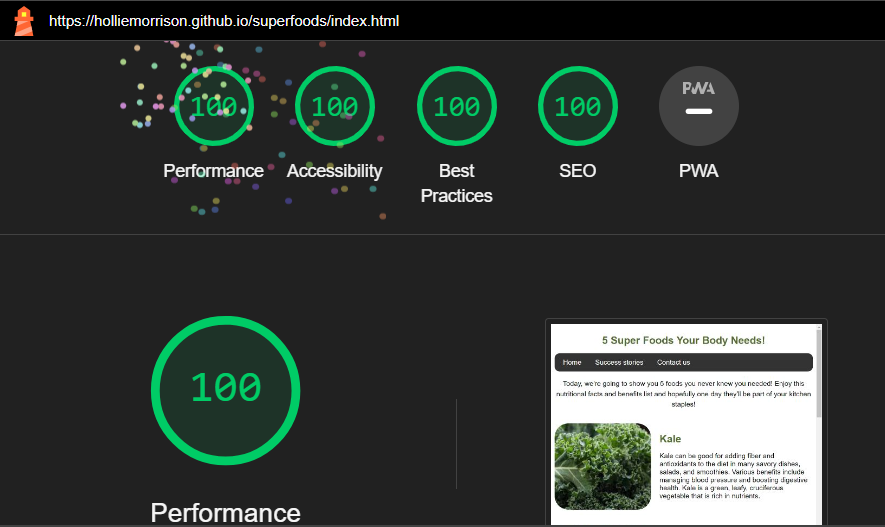 https://holliemorrison.github.io/superfoods/index.html
100
100
100
100
PWA
Performance
Accessibility
Best
Practices
SEO
PWA
100
Performance
5 Super Foods Your Body Needs!
Home Success stories Contact us
Today, we're going to show you 5 foods you never knew you needed! Enjoy this
nutritional facts and benefits list and hopefully one day they'll be part of your kitchen
staples!
Kale
Kale can be good for adding fiber and
antioxidants to the diet in many savory dishes,
salads, and smoothies. Various benefits include
managing blood pressure and boosting digestive
health. Kale is a green, leafy, cruciferous
vegetable that is rich in nutrients.